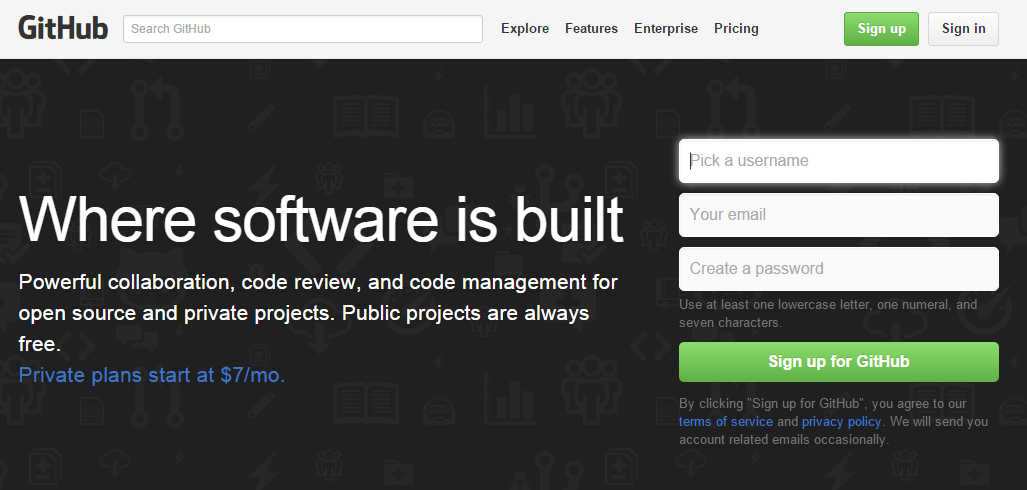 GitHub
Search GitHub
Explore
Features
Enterprise
Pricing
Sign up
Sign in
Where software is built
Powerful collaboration, code review, and code management for
open source and private projects. Public projects are always
free.
Private plans start at $7/mo.
Pick a username
Your email
Create a password
Use at least one lowercase letter, one numeral, and
seven characters.
Sign up for GitHub
By clicking "Sign up for GitHub", you agree to our
terms of service and privacy policy. We will send you
account related emails occasionally.